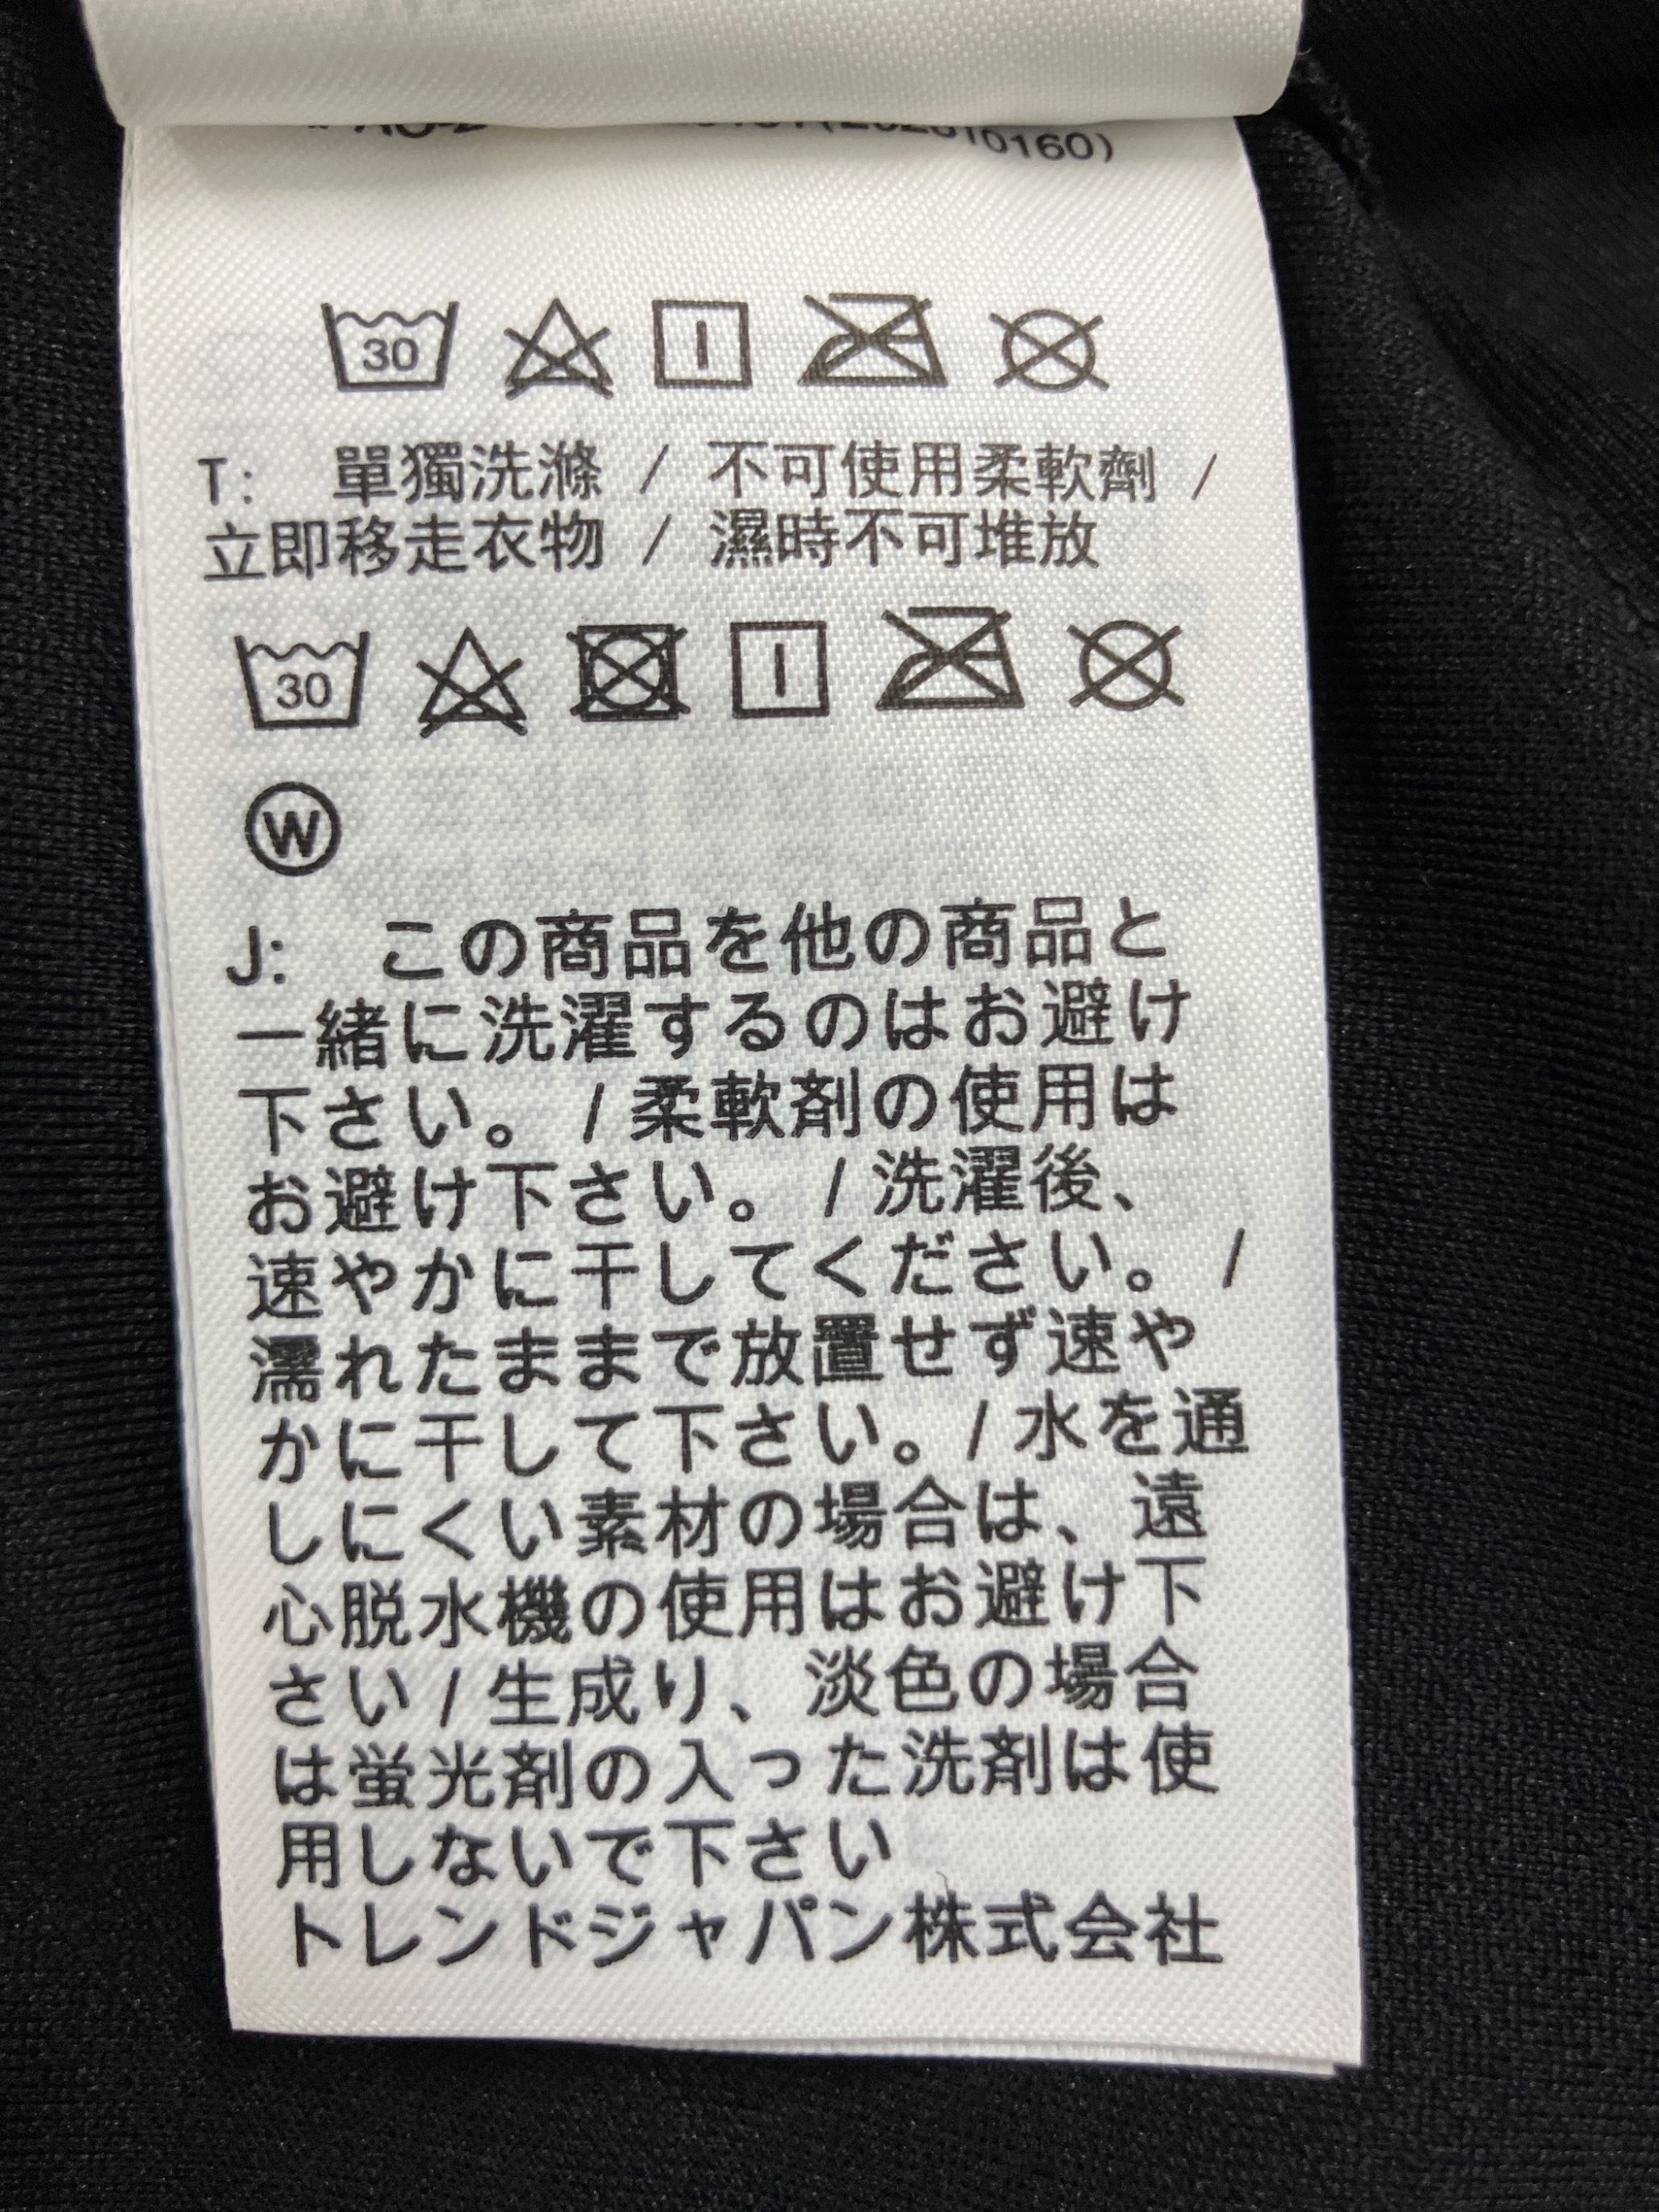 10160)
30
T: 單獨洗滌 / 不可使用柔軟劑 /
立即移走衣物 / 濕時不可堆放
30
W
J: この商品を他の商品と
一緒に洗濯するのはお避け
下さい。 / 柔軟剤の使用は
お避け下さい。 / 洗濯後、
速やかに干してください。 /
濡れたままで放置せず速や
かに干して下さい。/ 水を通
しにくい素材の場合は、遠
心脱水機の使用はお避け下
さい / 生成り、淡色の場合
は蛍光剤の入った洗剤は使
用しないで下さい
トレンドジャパン株式会社